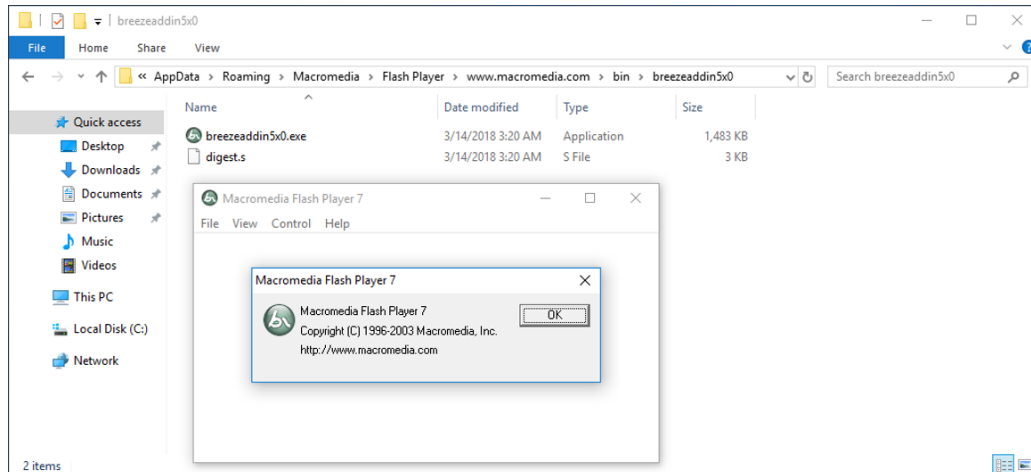 breezeaddin5x0
File Home Share View
« AppData > Roaming > Macromedia > Flash Player > www.macromedia.com > bin > breezeaddin5x0
Search breezeaddin5x0
Name Date modified Type Size
Quick access
breezeaddin5x0.exe 3/14/2018 3:20 AM Application 1,483 KB
Desktop
digest.s 3/14/2018 3:20 AM S File 3 KB
Downloads
Documents
Pictures
Music
Videos
This PC
Local Disk (C:)
Network
Macromedia Flash Player 7
File View Control Help
Macromedia Flash Player 7
Macromedia Flash Player 7
OK
Copyright (C) 1996-2003 Macromedia, Inc.
http://www.macromedia.com
2 items